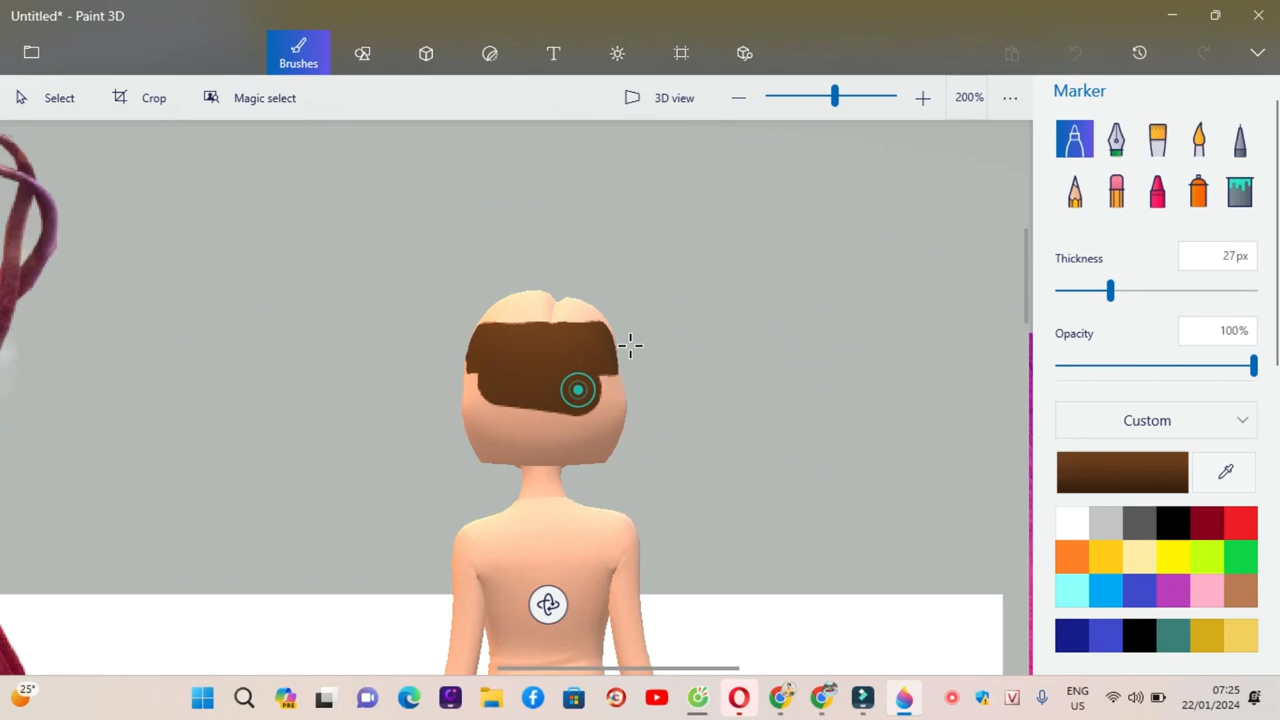 Untitled* - Paint 3D
Brushes
T
Select
Crop
Magic select
3D view
200%
Marker
Thickness
27px
Opacity
100%
Custom
25°
PRE
ENG
US
07:25
22/01/2024